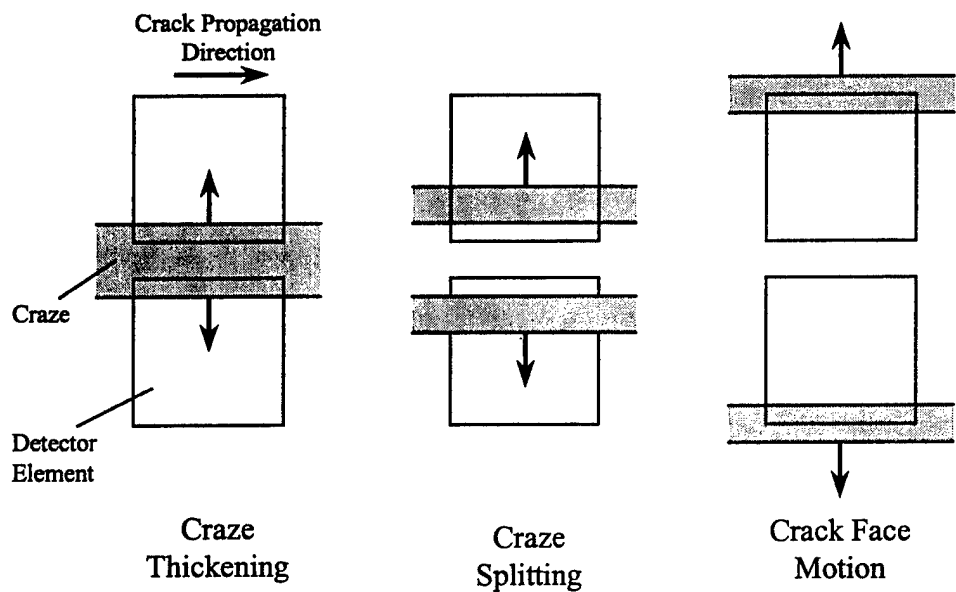 Crack Propagation
Direction
Craze
Detector
Element
Craze
Thickening
Craze
Splitting
Crack Face
Motion